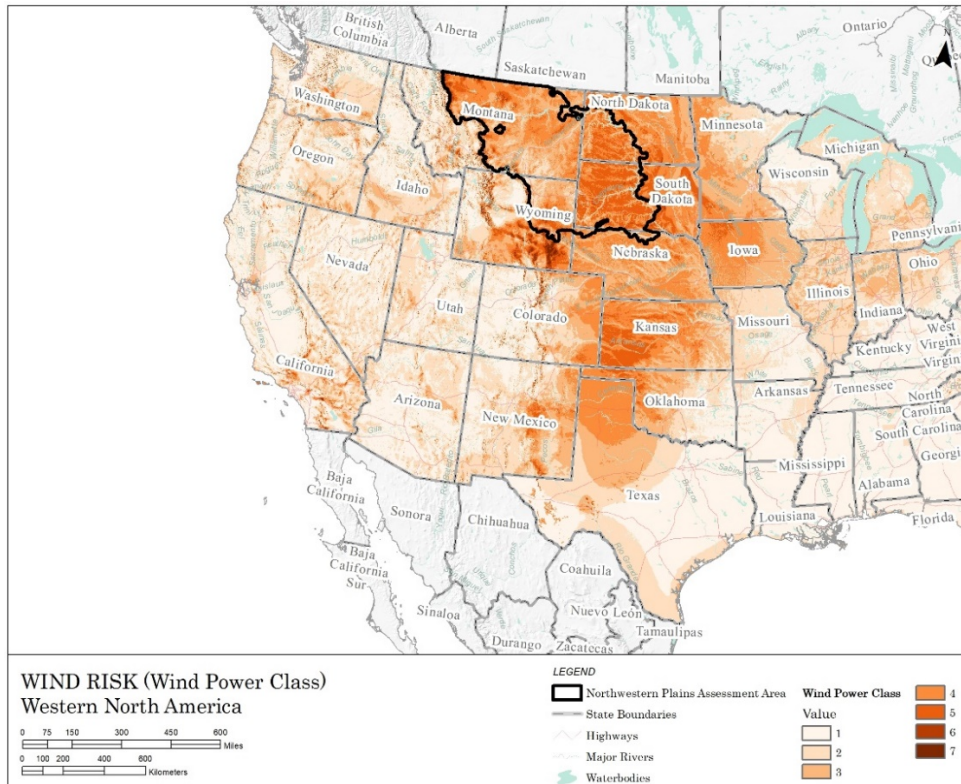 British
Columbia
Alberta
Saskatchewan
Manitoba
Ontario
N
Washington
Montana
North Dakota
Minnesota
Michigan
Oregon
Idaho
Wyoming
South
Dakota
Wisconsin
Pennsylvani
Nevada
Utah
Colorado
Nebraska
Iowa
Illinois
Indiana
Ohio
California
Kansas
Missouri
West
Virginia
Virgini
Kentucky
Arizona
New Mexico
Oklahoma
Arkansas
Tennessee
North
Carolina
South Carolina
Texas
Mississippi
Alabama
Georgi
Louisiana
Florida
Baja
California
Sonora
Chihuahua
Coahuila
Baja
California
Sur
Sinaloa
Durango
Nuevo León
Zacatecas
Tamaulipas
WIND RISK (Wind Power Class)
Western North America
0 75 150 300 450 600
Miles
0 100 200 400 600
Kilometers
LEGEND
Northwestern Plains Assessment Area
State Boundaries
Highways
Major Rivers
Waterbodies
Wind Power Class
Value
1
2
3
4
5
6
7